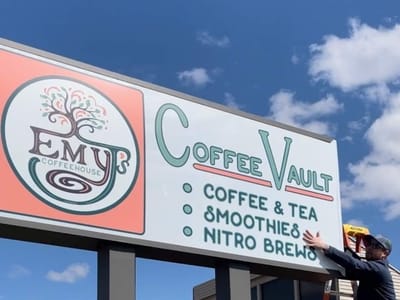 EMY J's
COFFEEHOUSE
COFFEE VAULT
COFFEE & TEA
SMOOTHIES
NITRO BREWS